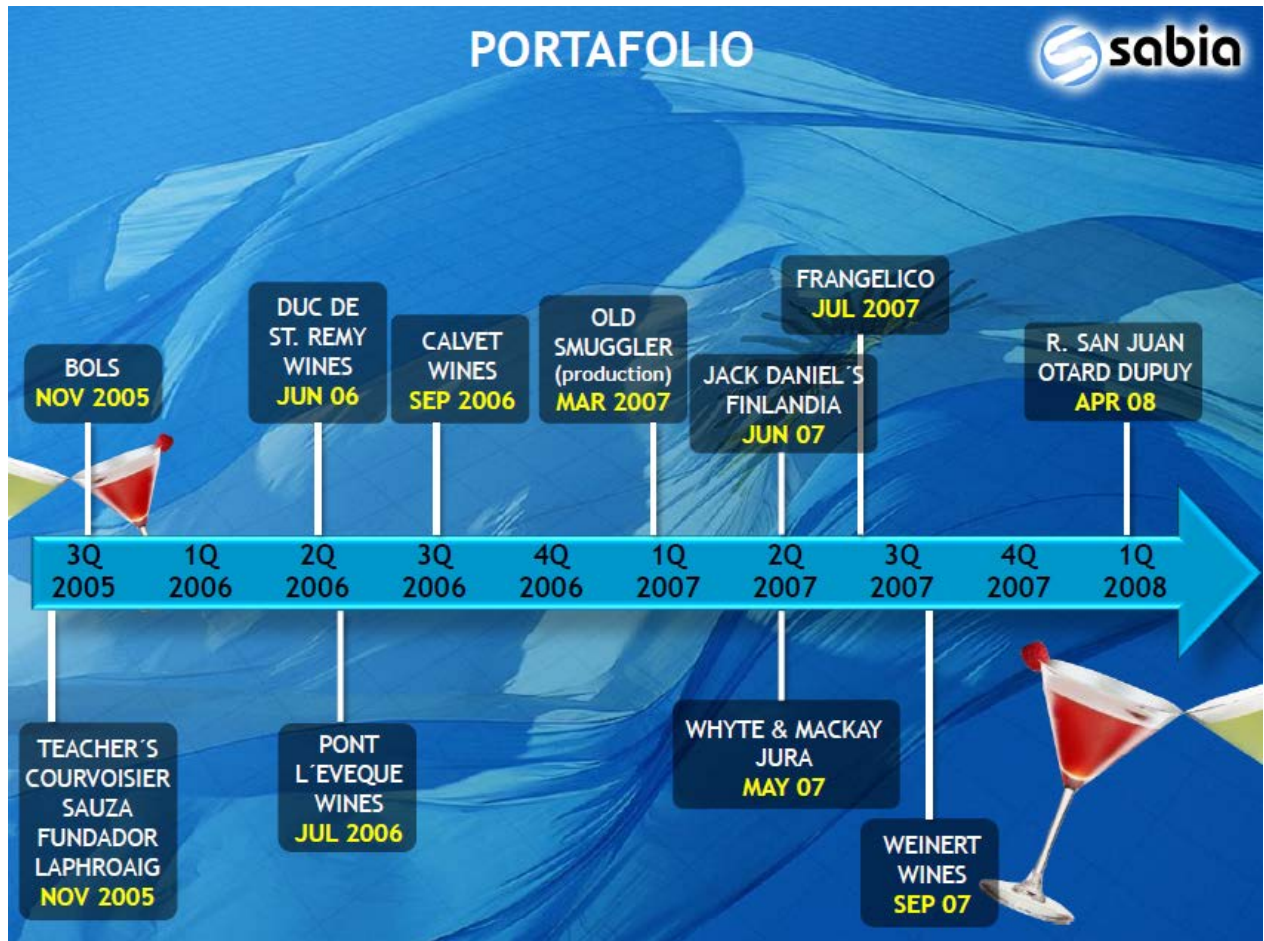 PORTAFOLIO
sabia
BOLS
NOV 2005
DUC DE
ST. REMY
WINES
JUN 06
CALVET
WINES
SEP 2006
OLD
SMUGGLER
(production)
MAR 2007
JACK DANIEL´S
FINLANDIA
JUN 07
FRANGELICO
JUL 2007
R. SAN JUAN
OTARD DUPUY
APR 08
3Q
2005
1Q
2006
2Q
2006
3Q
2006
4Q
2006
1Q
2007
2Q
2007
3Q
2007
4Q
2007
1Q
2008
TEACHER´S
COURVOISIER
SAUZA
FUNDADOR
LAPHROAIG
NOV 2005
PONT
L´EVEQUE
WINES
JUL 2006
WHYTE & MACKAY
JURA
MAY 07
WEINERT
WINES
SEP 07